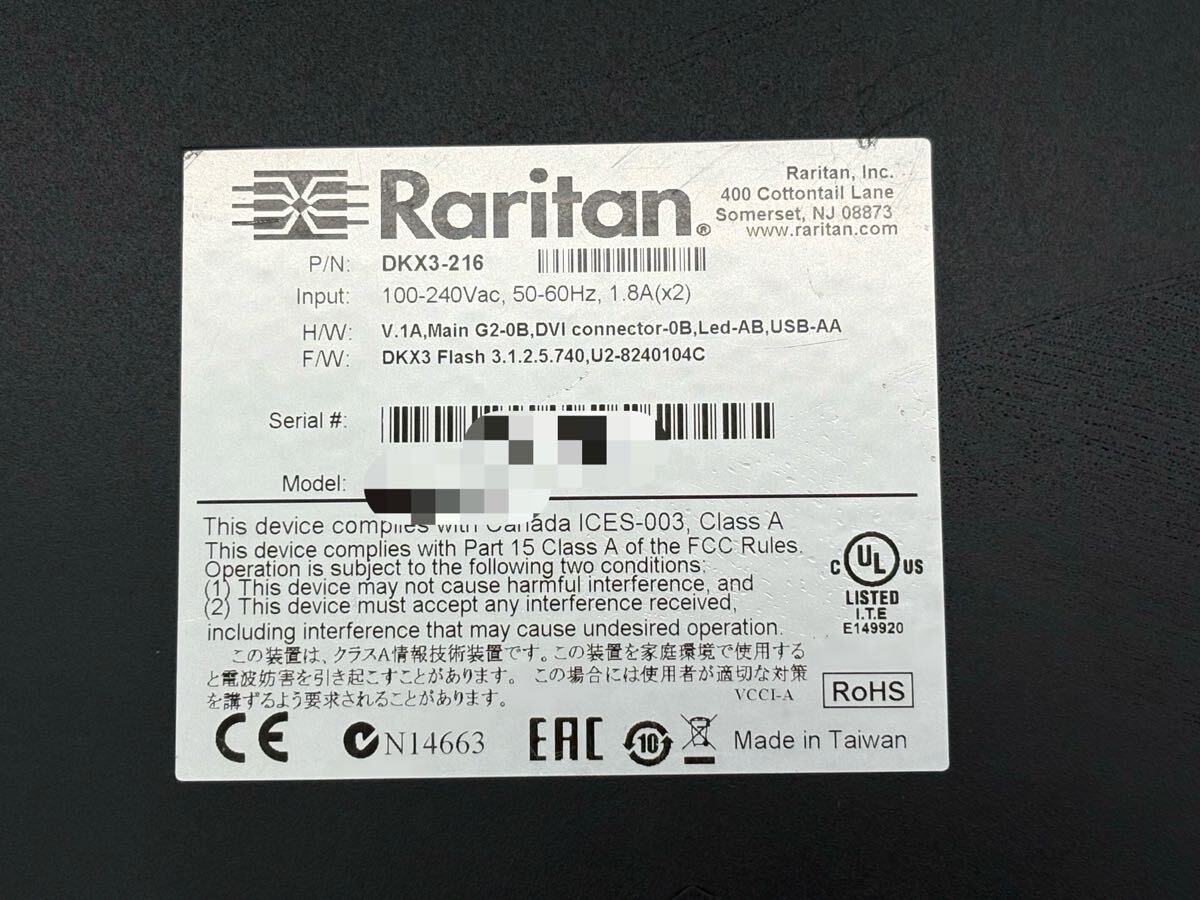 Raritan®
Raritan, Inc.
400 Cottontail Lane
Somerset, NJ 08873
www.raritan.com
P/N: DKX3-216
Input: 100-240Vac, 50-60Hz, 1.8A(x2)
H/W: V.1A,Main G2-0B,DVI connector-0B,Led-AB,USB-AA
F/W: DKX3 Flash 3.1.2.5.740,U2-8240104C
Serial #:
Model:
This device complies with Canada ICES-003, Class A
This device complies with Part 15 Class A of the FCC Rules.
Operation is subject to the following two conditions:
(1) This device may not cause harmful interference, and
(2) This device must accept any interference received,
including interference that may cause undesired operation.
C UL US
LISTED
I.T.E
E149920
この装置は、クラスA情報技術装置です。この装置を家庭環境で使用する
と電波妨害を引き起こすことがあります。 この場合には使用者が適切な対策
を講ずるよう要求されることがあります。 VCCI-A
RoHS
CE N14663 EAC 10 Made in Taiwan